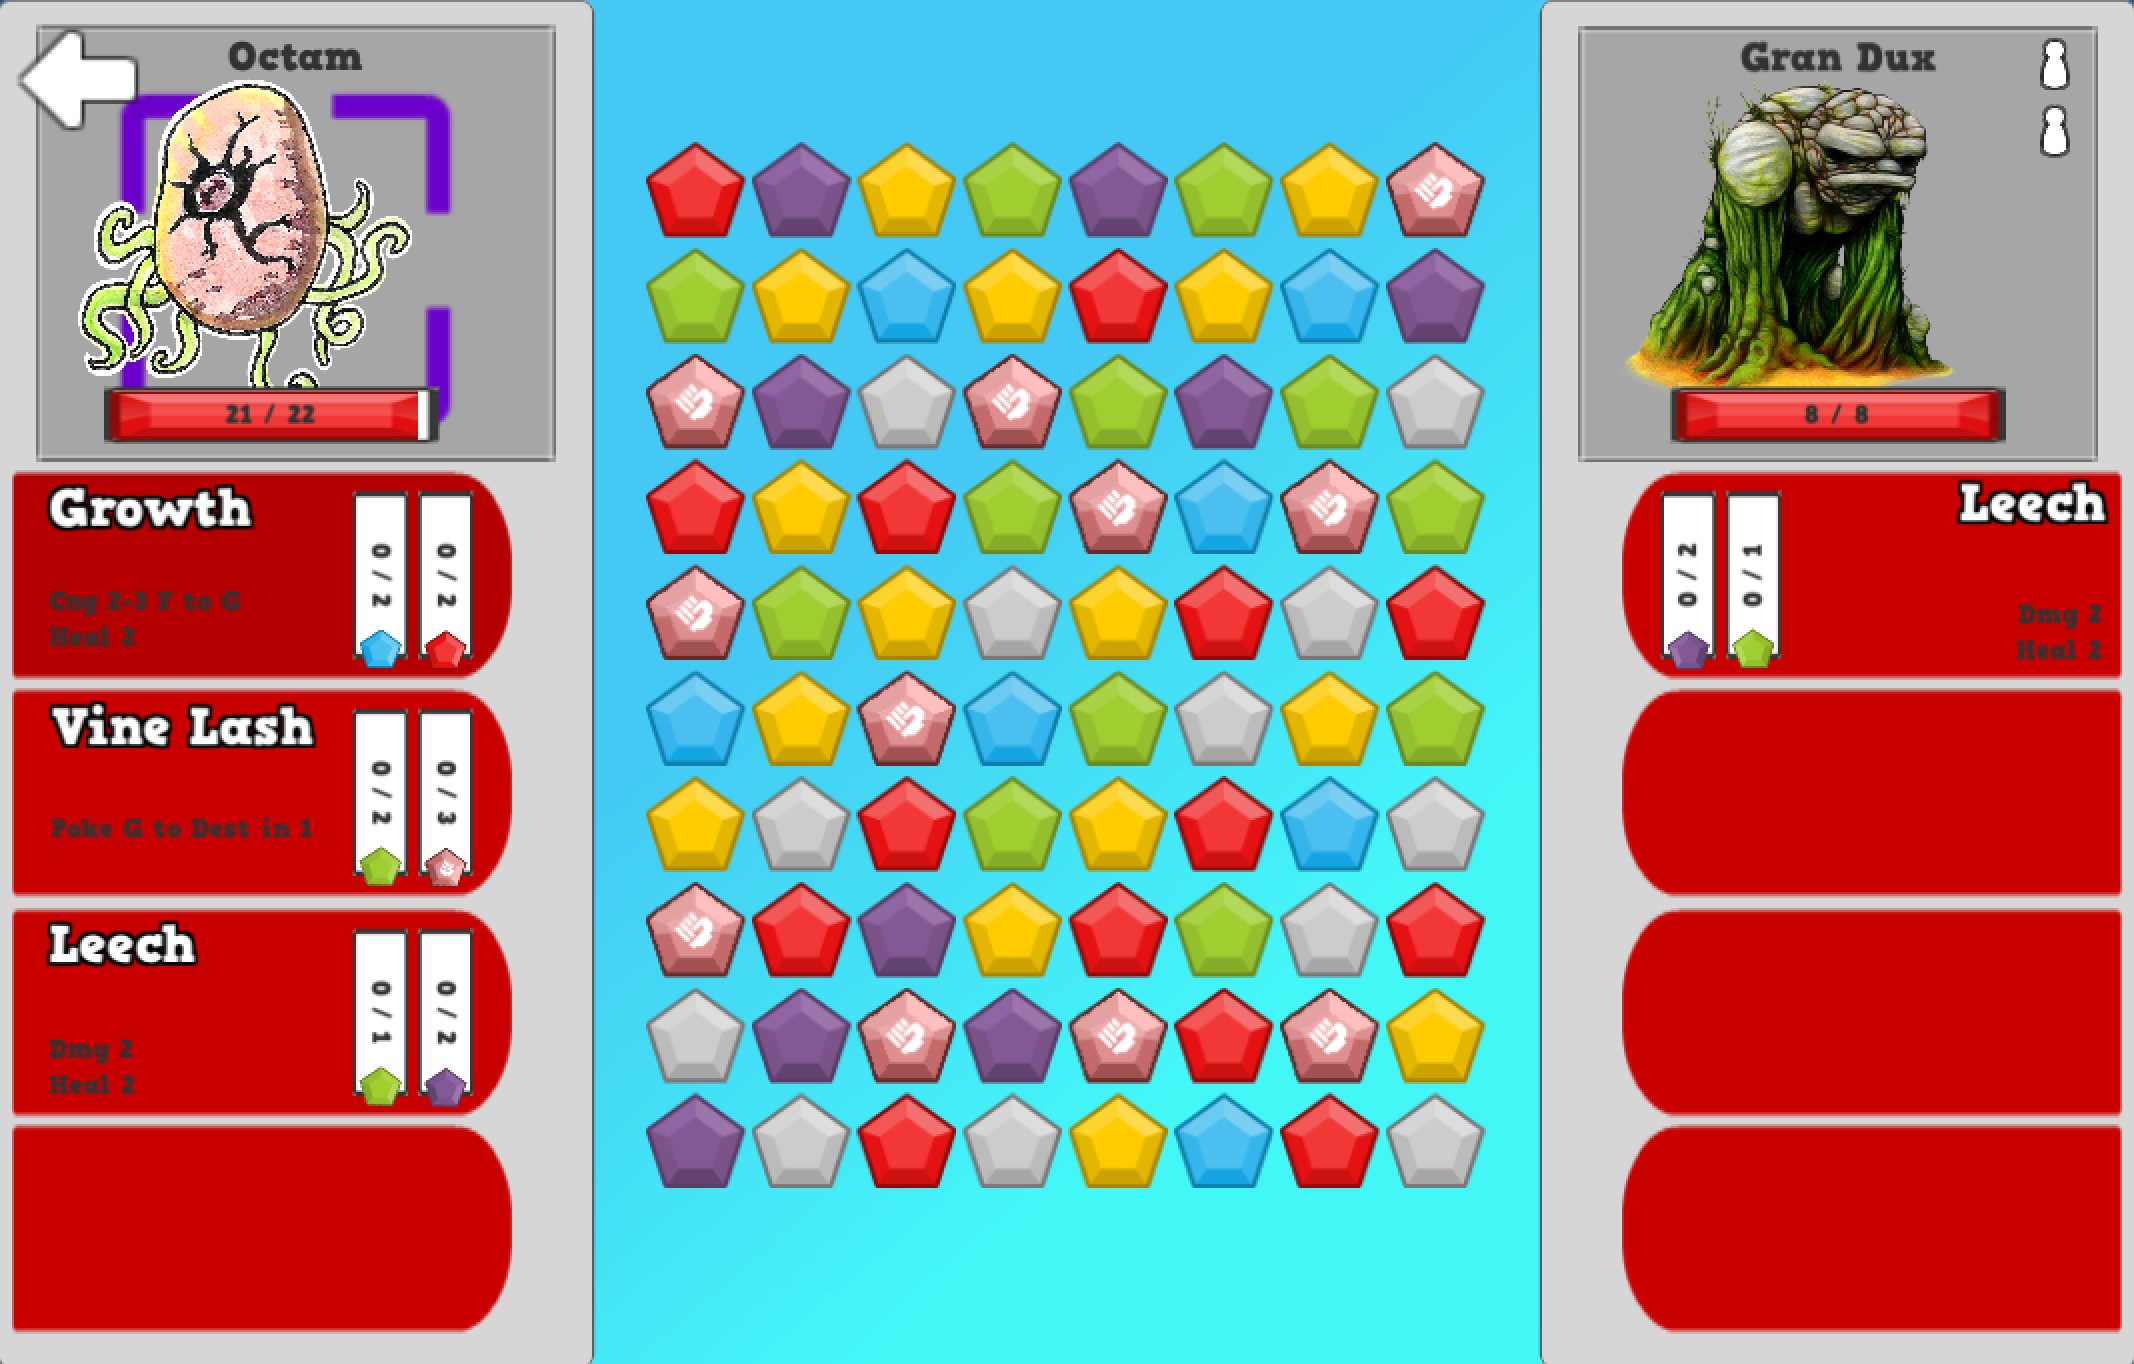 Octam
21 / 22
Growth
Cng 2-3 F to G
Heal 2
0 / 2
0 / 2
Vine Lash
Poke G to Dest in 1
0 / 2
0 / 3
Leech
Dmg 2
Heal 2
0 / 1
0 / 2
Gran Dux
8 / 8
Leech
0 / 2
0 / 1
Dmg 2
Heal 2